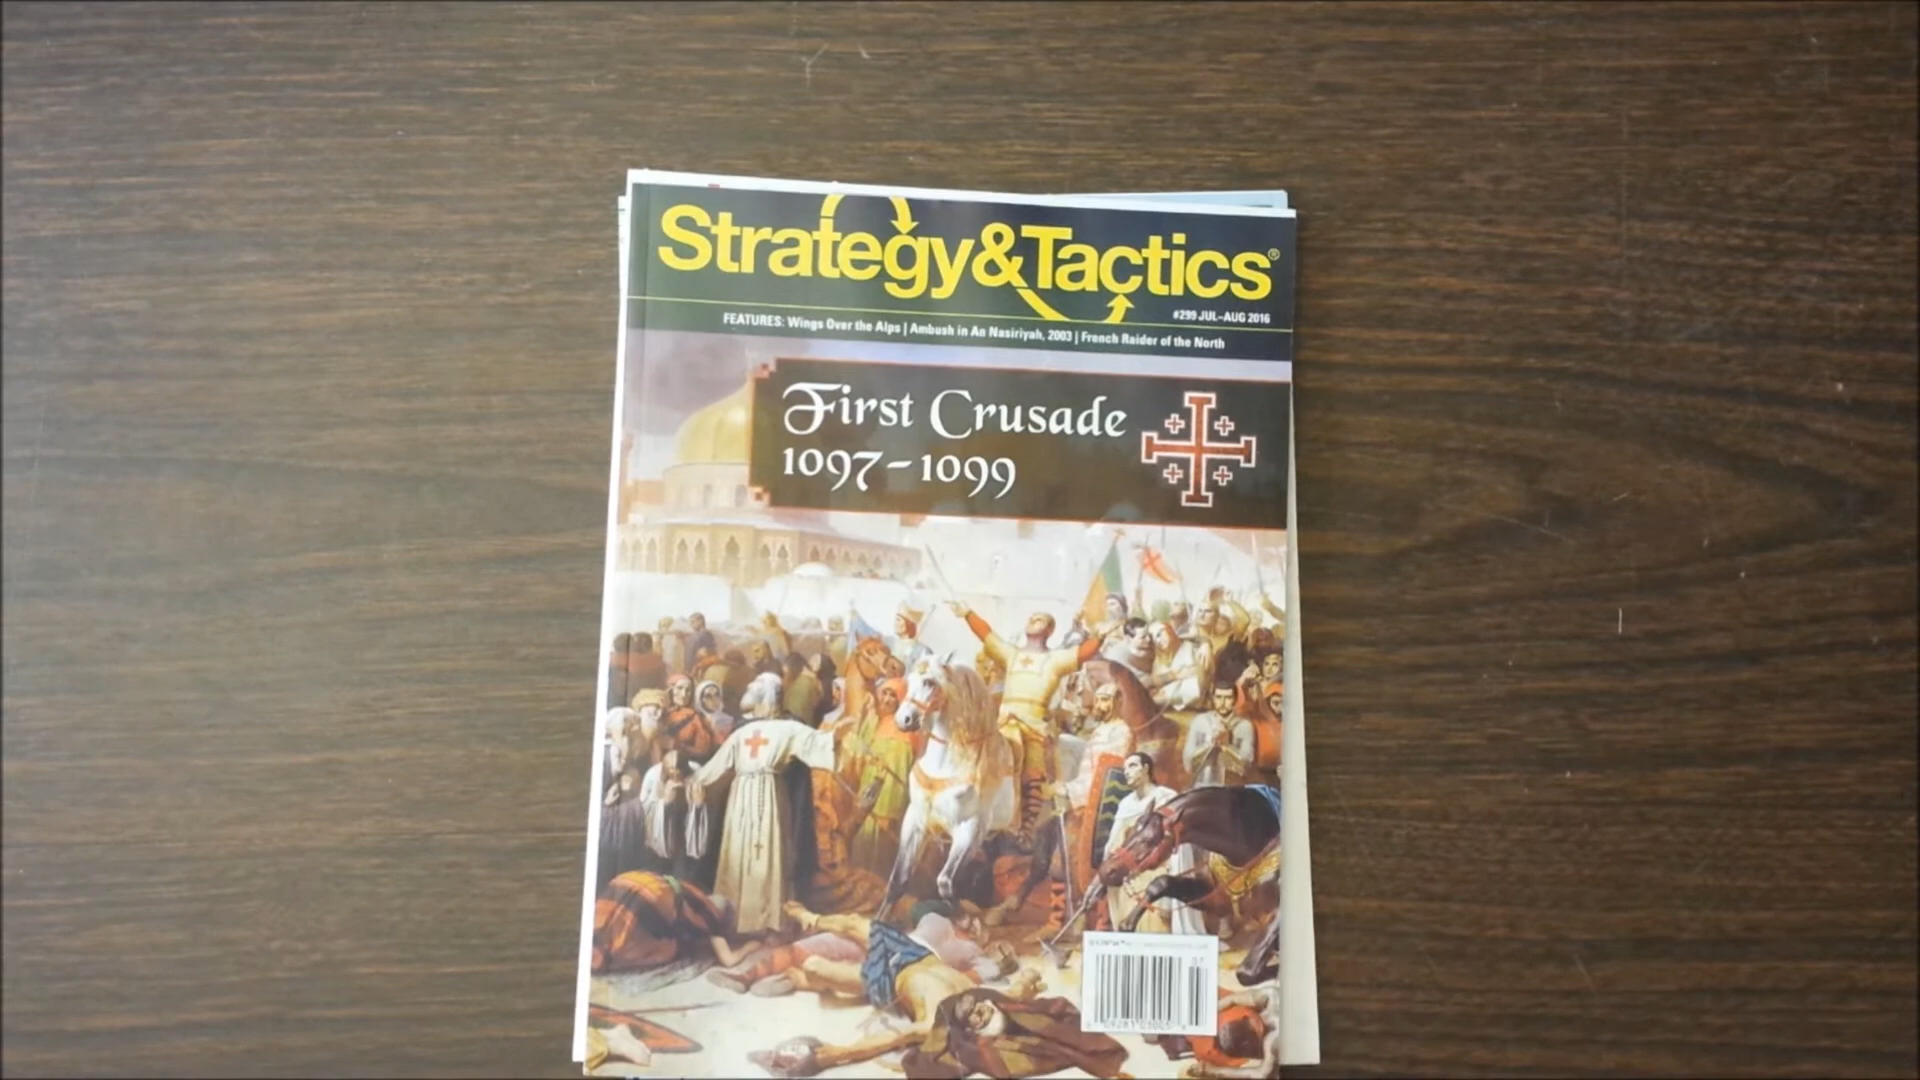 Strategy&Tactics®
#299 JUL–AUG 2016
FEATURES: Wings Over the Alps | Ambush in An Nasiriyah, 2003 | French Raider of the North
First Crusade
1097–1099
07